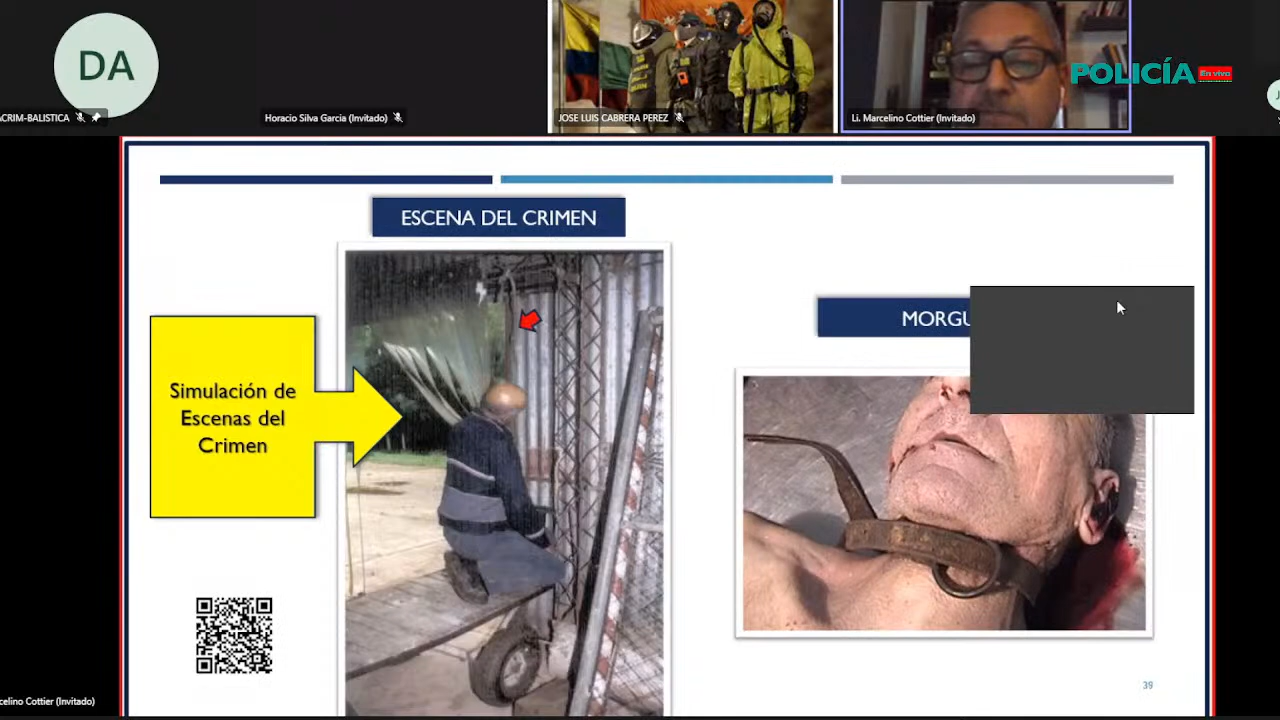 DA
ACRIM-BALISTICA
Horacio Silva Garcia (Invitado)
JOSE LUIS CABRERA PEREZ
Li. Marcelino Cottier (Invitado)
POLICÍA
En vivo
ESCENA DEL CRIMEN
MORGU
Simulación de
Escenas del
Crimen
39
celino Cottier (Invitado)